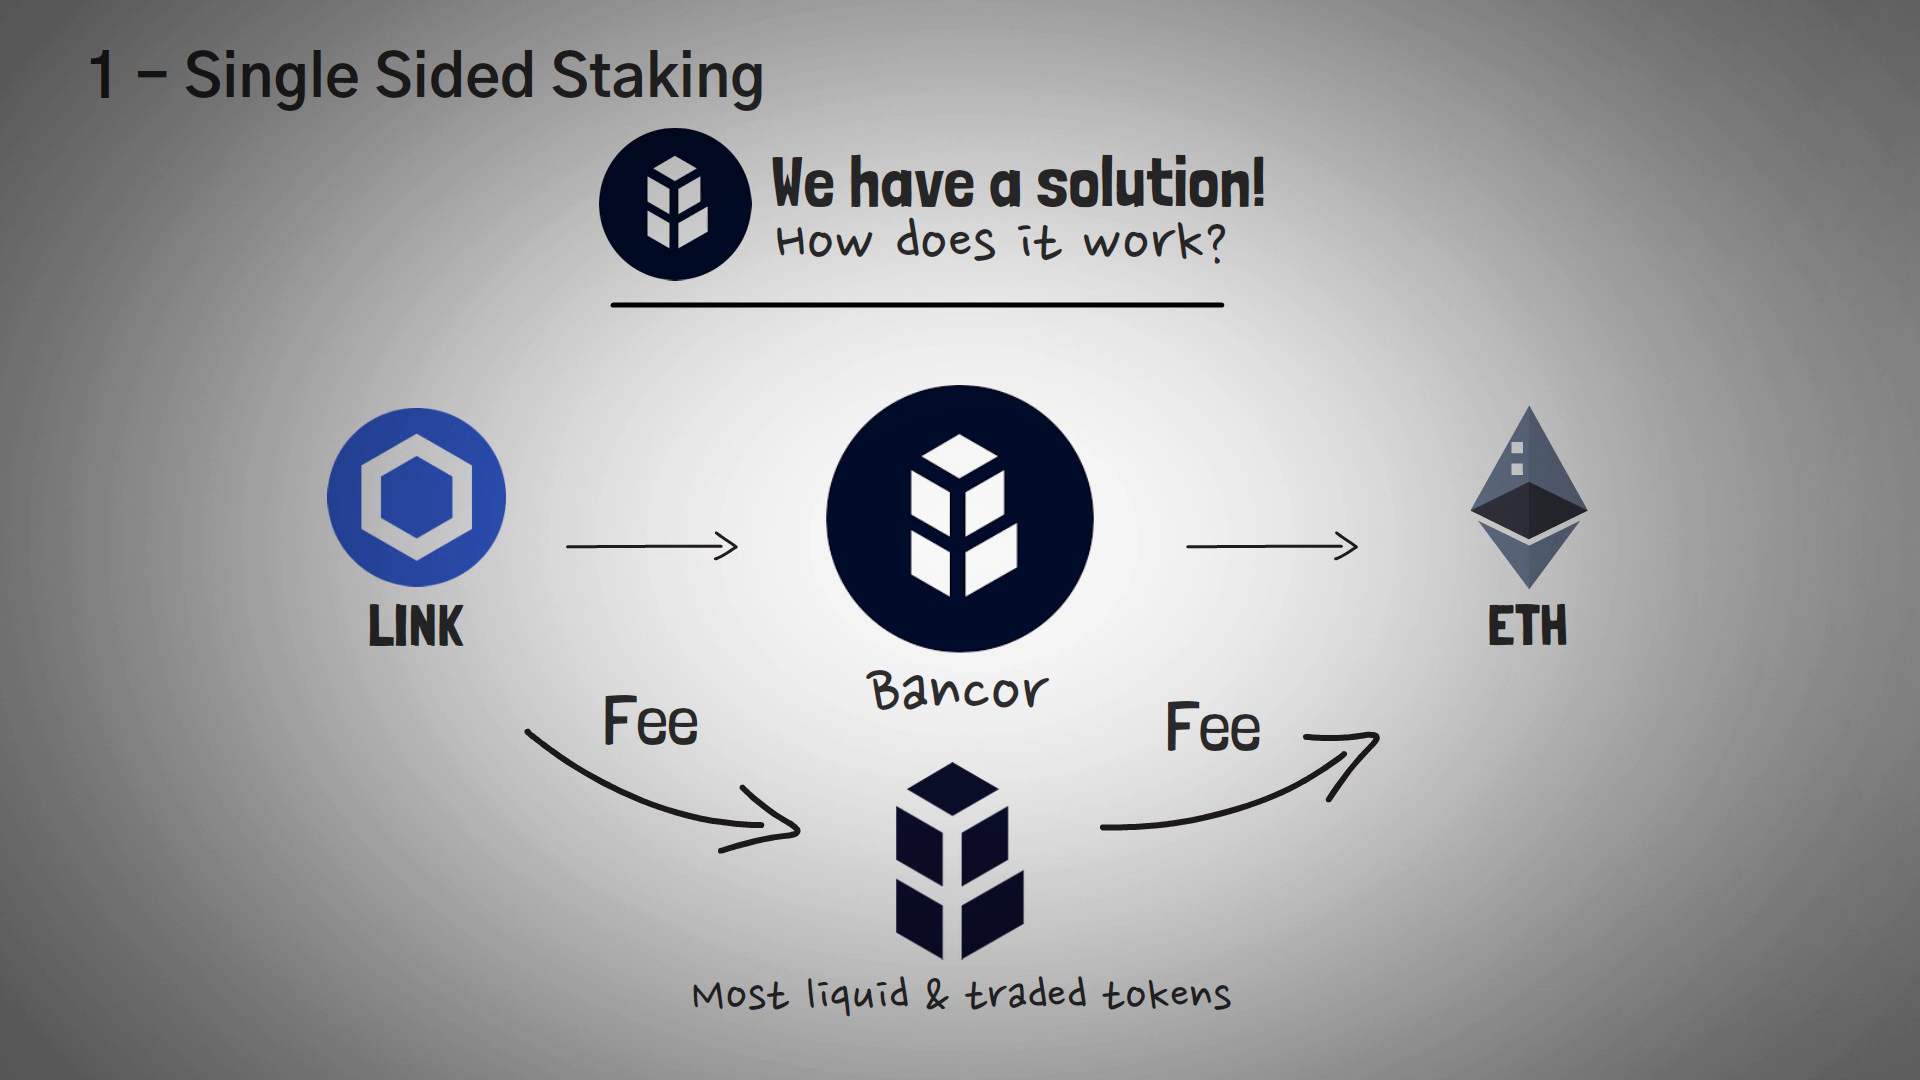 1 - Single Sided Staking
We have a solution!
How does it work?
LINK
Bancor
ETH
Fee
Fee
Most liquid & traded tokens